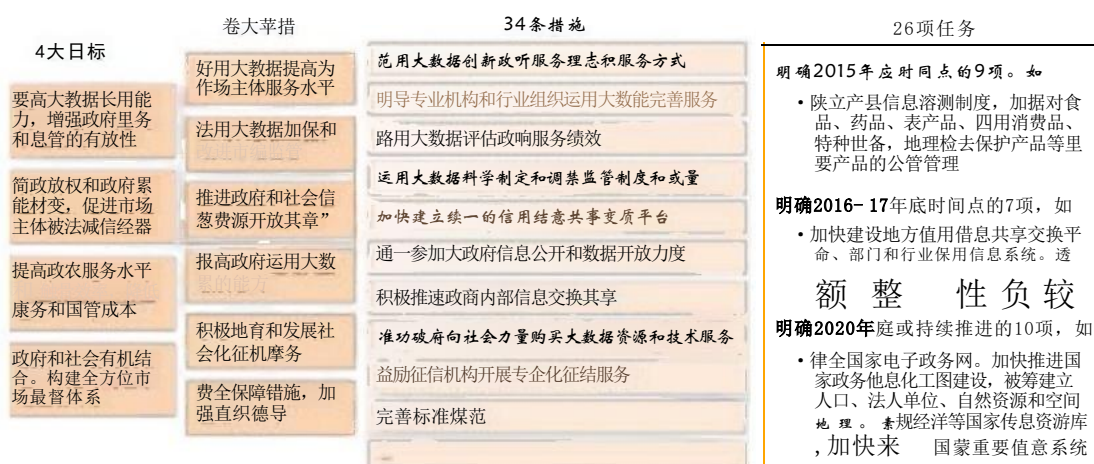 4大目标
要高大教据长用能
力，增强政府里务
和息管的有放性
简政放权和政府累
能材变，促进市场
主体被法减信经器
提高政农服务水平
康务和国管成本
政府和社会有机结
合。构建全方位市
场最督体系
卷大苹措
好用大教据提高为
作场主体服务水平
法用大教据加保和
推进政府和社会信
葱费源开放其章”
报高政府运用大数
积极地育和发展社
会化征机摩务
费全保障错施，加
强直织德导
34条措施
范用大数据创新政听服务理志积服务方式
明导专业机构和行业组织运用大数能完善服务
路用大数据评估政响服务绩效
运用大数据科学制定和调禁监管制度和或量
加快建立续一的信用结意共事变质平台
通一参加大政府信息公开和数据开放力度
积极推速政商内部信息交换其享
准功破府向社会力量购买大数据资源和技术服务
益励征信机构开展专企化征结服务
完善标准煤范
26项任务
明确2015年应时同点的9项。如
•陕立产县信息溶测制度，加据对食
品、药品、表产品、四用消费品、
特种世备，地理检去保护产品等里
要产品的公管管理
明确2016-17年底时间点的7项，如
•加快建设地方值用借息共享交换平
命、部门和行业保用信息系统。透
额 整 性负较
明确2020年庭或持续推进的10项，如
•律全国家电子政务网。加快推进国
家政务他息化工图建设，被筹建立
人口、法人单位、自然资源和空间
地理。素规经洋等国家传息资游库
,加快来 国蒙重要值意系统